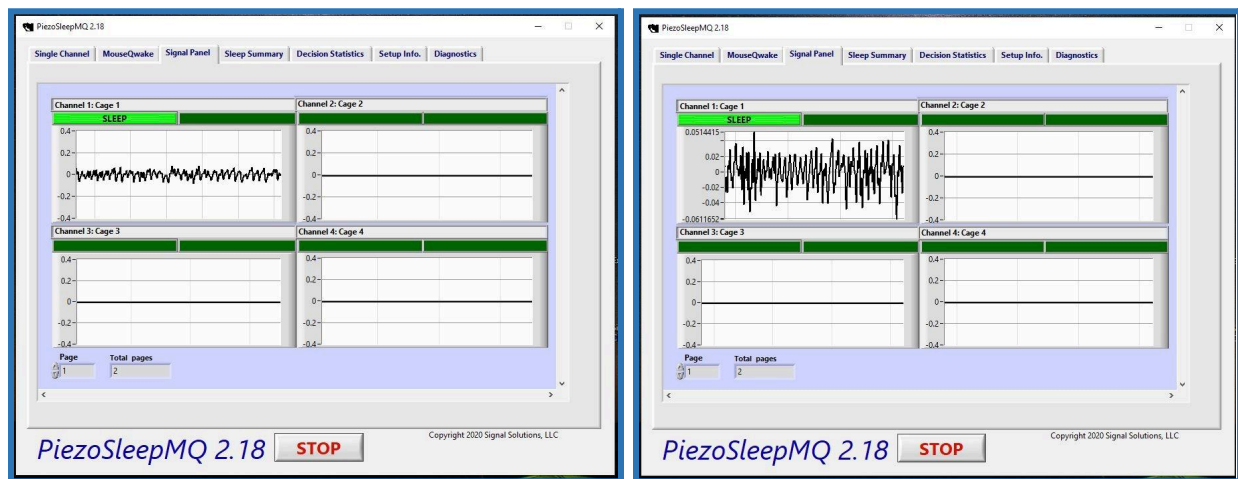 PiezoSleepMQ 2.18
Single Channel MouseQwake Signal Panel Sleep Summary Decision Statistics Setup Info. Diagnostics
Channel 1: Cage 1 Channel 2: Cage 2
SLEEP
0.4 0.4
0.2 0.2
0 0
-0.2 -0.2
-0.4 -0.4
Channel 3: Cage 3 Channel 4: Cage 4
0.4 0.4
0.2 0.2
0 0
-0.2 -0.2
-0.4 -0.4
Page Total pages
1 2
Copyright 2020 Signal Solutions, LLC
PiezoSleepMQ 2.18 STOP
PiezoSleepMQ 2.18
Single Channel MouseQwake Signal Panel Sleep Summary Decision Statistics Setup Info. Diagnostics
Channel 1: Cage 1 Channel 2: Cage 2
SLEEP
0.0514415 0.4
0.02 0.2
0 0
-0.02 -0.2
-0.04
-0.0611652 -0.4
Channel 3: Cage 3 Channel 4: Cage 4
0.4 0.4
0.2 0.2
0 0
-0.2 -0.2
-0.4 -0.4
Page Total pages
1 2
Copyright 2020 Signal Solutions, LLC
PiezoSleepMQ 2.18 STOP